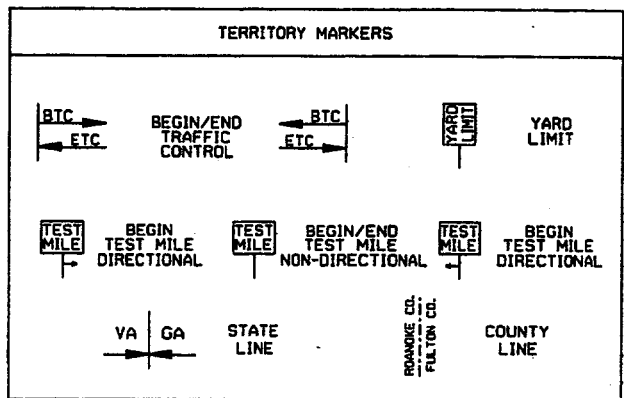 TERRITORY MARKERS
BTC
ETC
BEGIN/END
TRAFFIC
CONTROL
BTC
ETC
YARD
LIMIT
YARD
LIMIT
TEST
MILE
BEGIN
TEST MILE
DIRECTIONAL
TEST
MILE
BEGIN/END
TEST MILE
NON-DIRECTIONAL
TEST
MILE
BEGIN
TEST MILE
DIRECTIONAL
VA GA
STATE
LINE
ROANOKE CO.
FULTON CO.
COUNTY
LINE